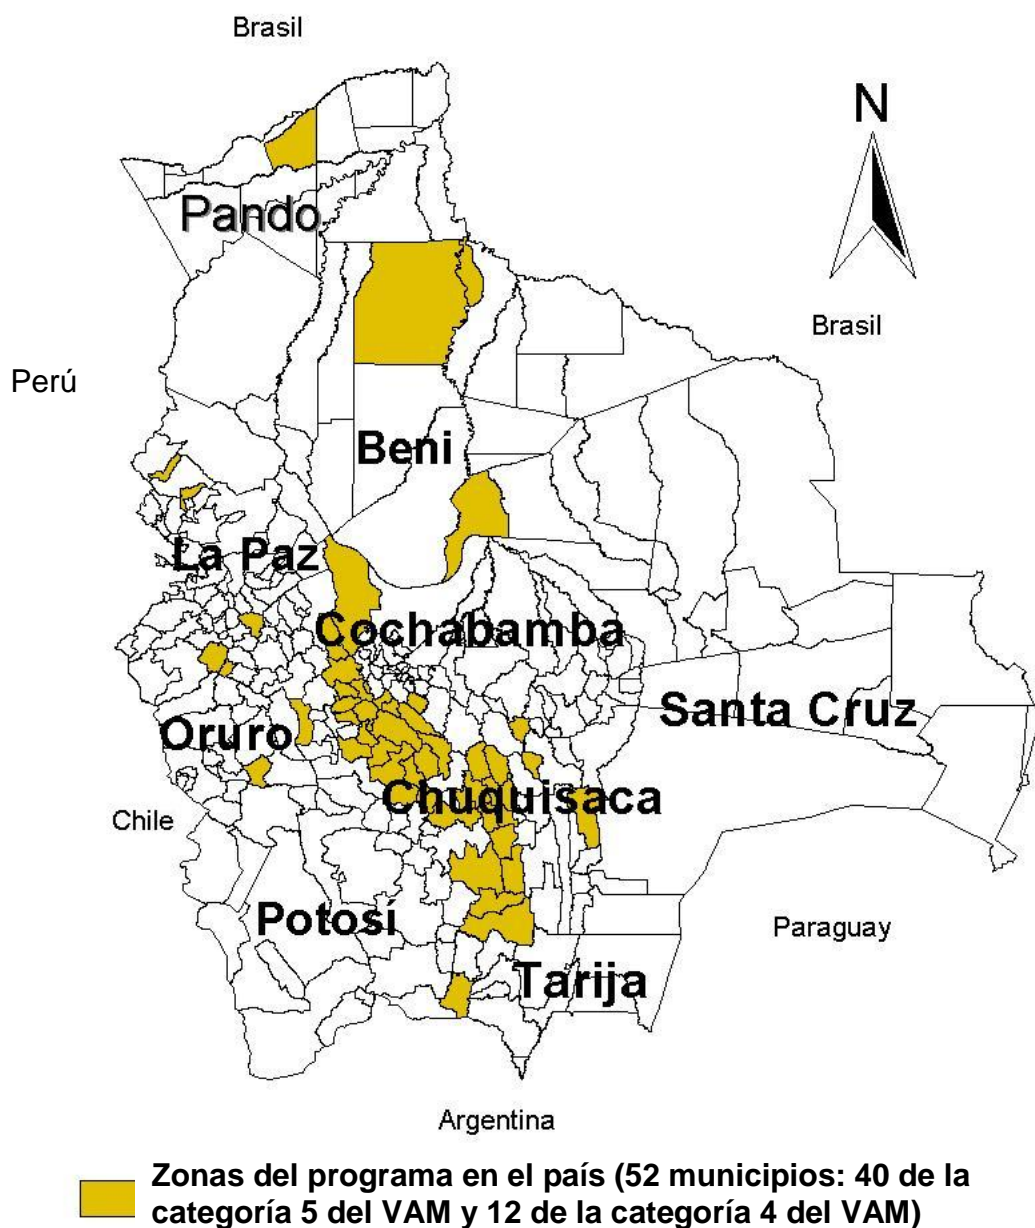 Brasil
N
Pando
Brasil
Perú
Beni
La Paz
Cochabamba
Santa Cruz
Oruro
Chuquisaca
Chile
Potosí
Paraguay
Tarija
Argentina
Zonas del programa en el país (52 municipios: 40 de la
categoría 5 del VAM y 12 de la categoría 4 del VAM)